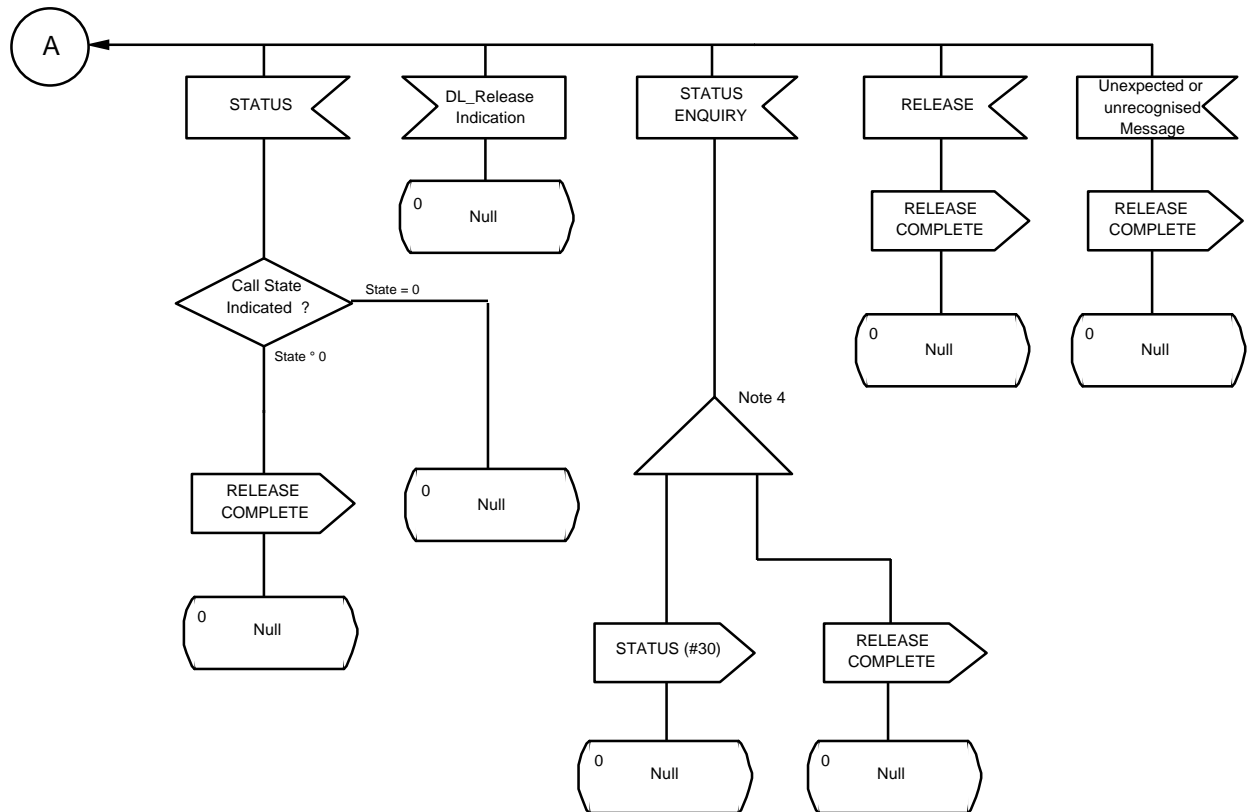 A
STATUS
DL_Release
Indication
STATUS
ENQUIRY
RELEASE
Unexpected or
unrecognised
Message
0
Null
RELEASE
COMPLETE
RELEASE
COMPLETE
Call State
Indicated ?
State = 0
State ° 0
0
Null
0
Null
Note 4
RELEASE
COMPLETE
0
Null
0
Null
STATUS (#30)
RELEASE
COMPLETE
0
Null
0
Null